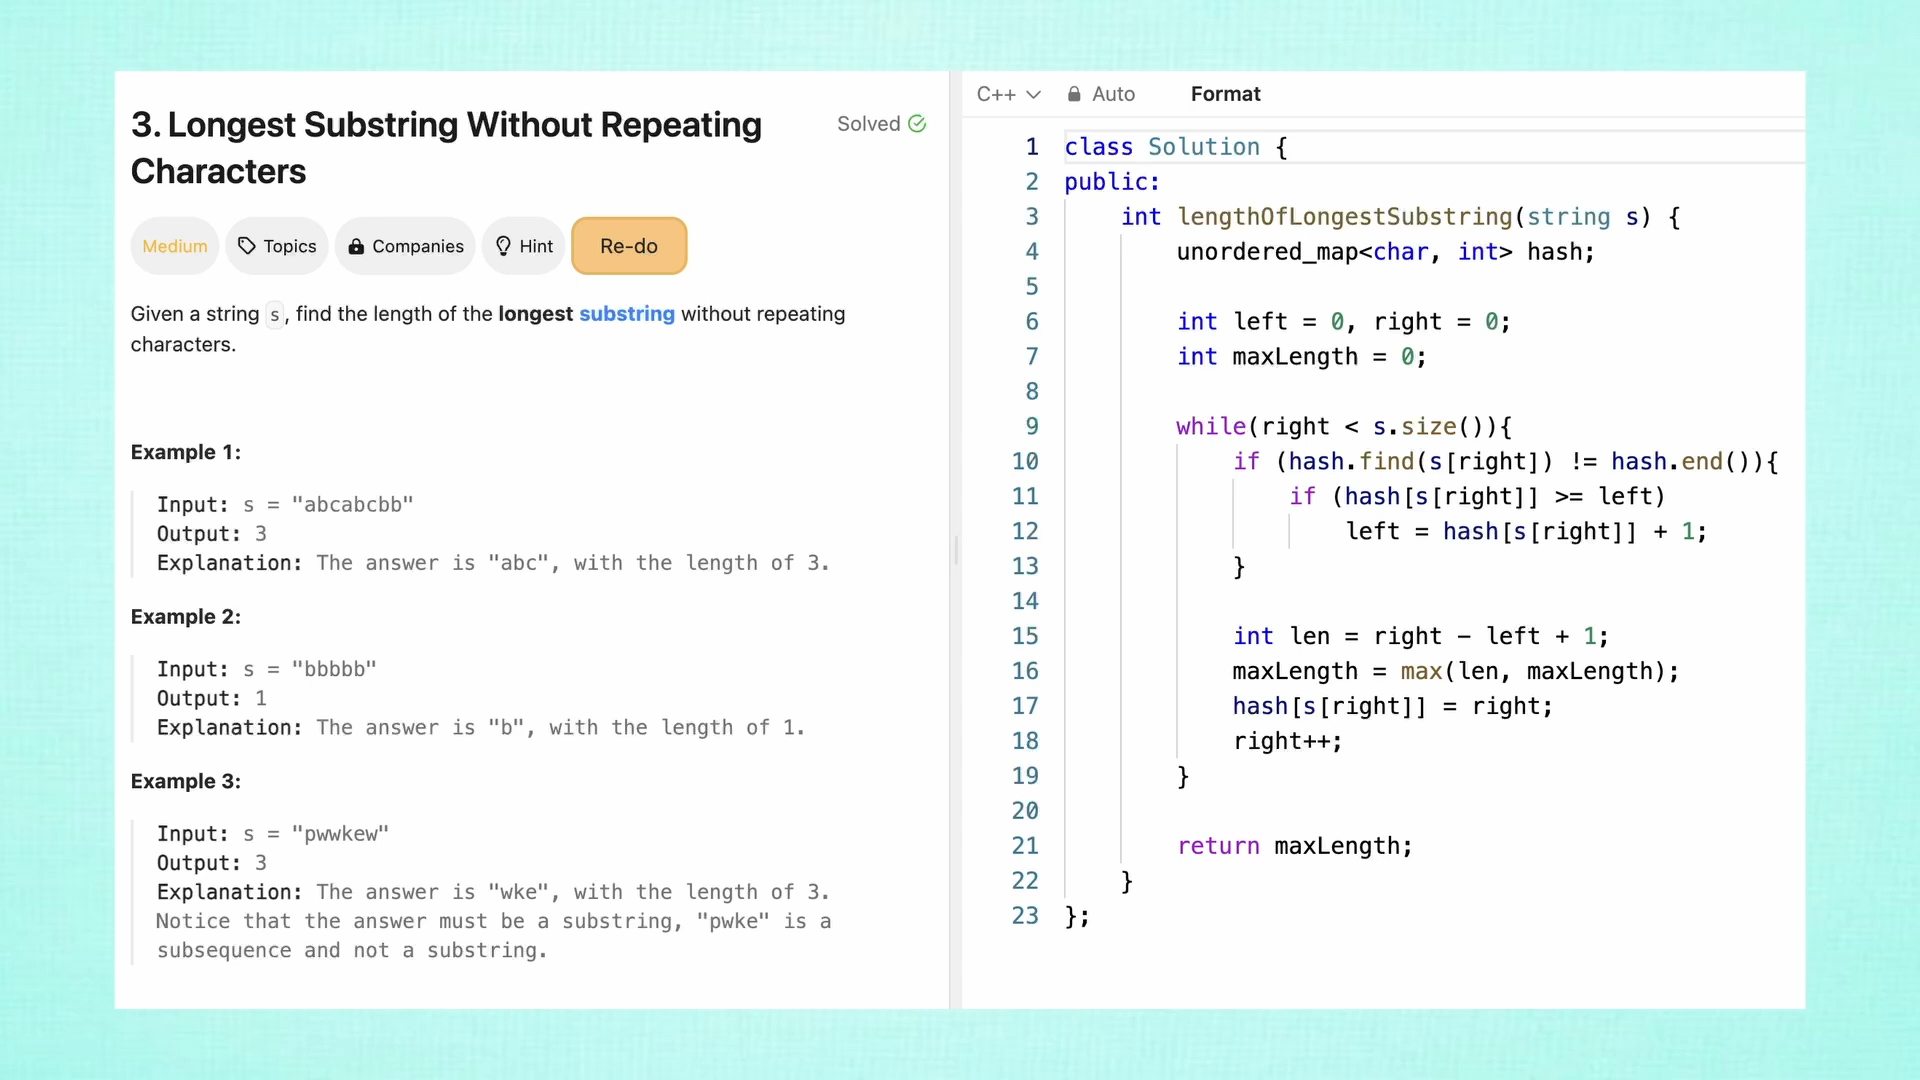 3. Longest Substring Without Repeating
Characters
Solved
Medium
Topics
Companies
Hint
Re-do
Given a string s, find the length of the longest substring without repeating
characters.
Example 1:
Input: s = "abcabcbb"
Output: 3
Explanation: The answer is "abc", with the length of 3.
Example 2:
Input: s = "bbbbb"
Output: 1
Explanation: The answer is "b", with the length of 1.
Example 3:
Input: s = "pwwkew"
Output: 3
Explanation: The answer is "wke", with the length of 3.
Notice that the answer must be a substring, "pwke" is a
subsequence and not a substring.
C++ Auto Format
1 class Solution {
2 public:
3     int lengthOfLongestSubstring(string s) {
4         unordered_map<char, int> hash;
5
6         int left = 0, right = 0;
7         int maxLength = 0;
8
9         while(right < s.size()){
10             if (hash.find(s[right]) != hash.end()){
11                 if (hash[s[right]] >= left)
12                     left = hash[s[right]] + 1;
13             }
14
15             int len = right - left + 1;
16             maxLength = max(len, maxLength);
17             hash[s[right]] = right;
18             right++;
19         }
20
21         return maxLength;
22     }
23 };